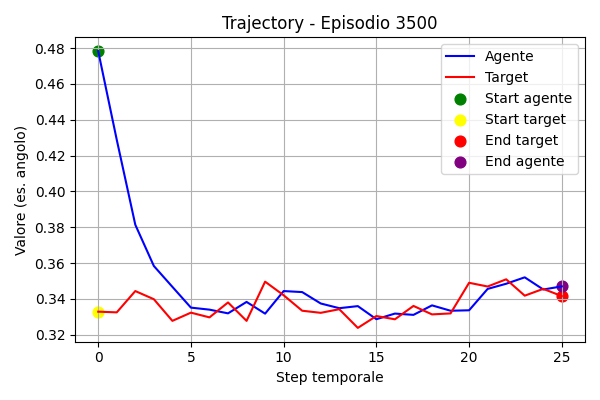 Trajectory - Episodio 3500
Valore (es. angolo)
0.48
0.46
0.44
0.42
0.40
0.38
0.36
0.34
0.32
Agente
Target
Start agente
Start target
End target
End agente
0 5 10 15 20 25
Step temporale